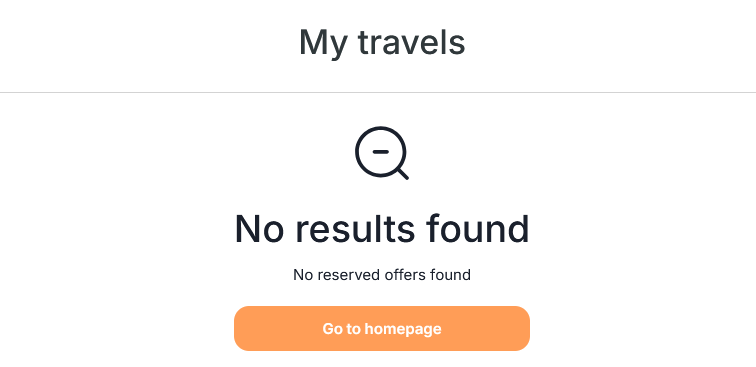 My travels
No results found
No reserved offers found
Go to homepage